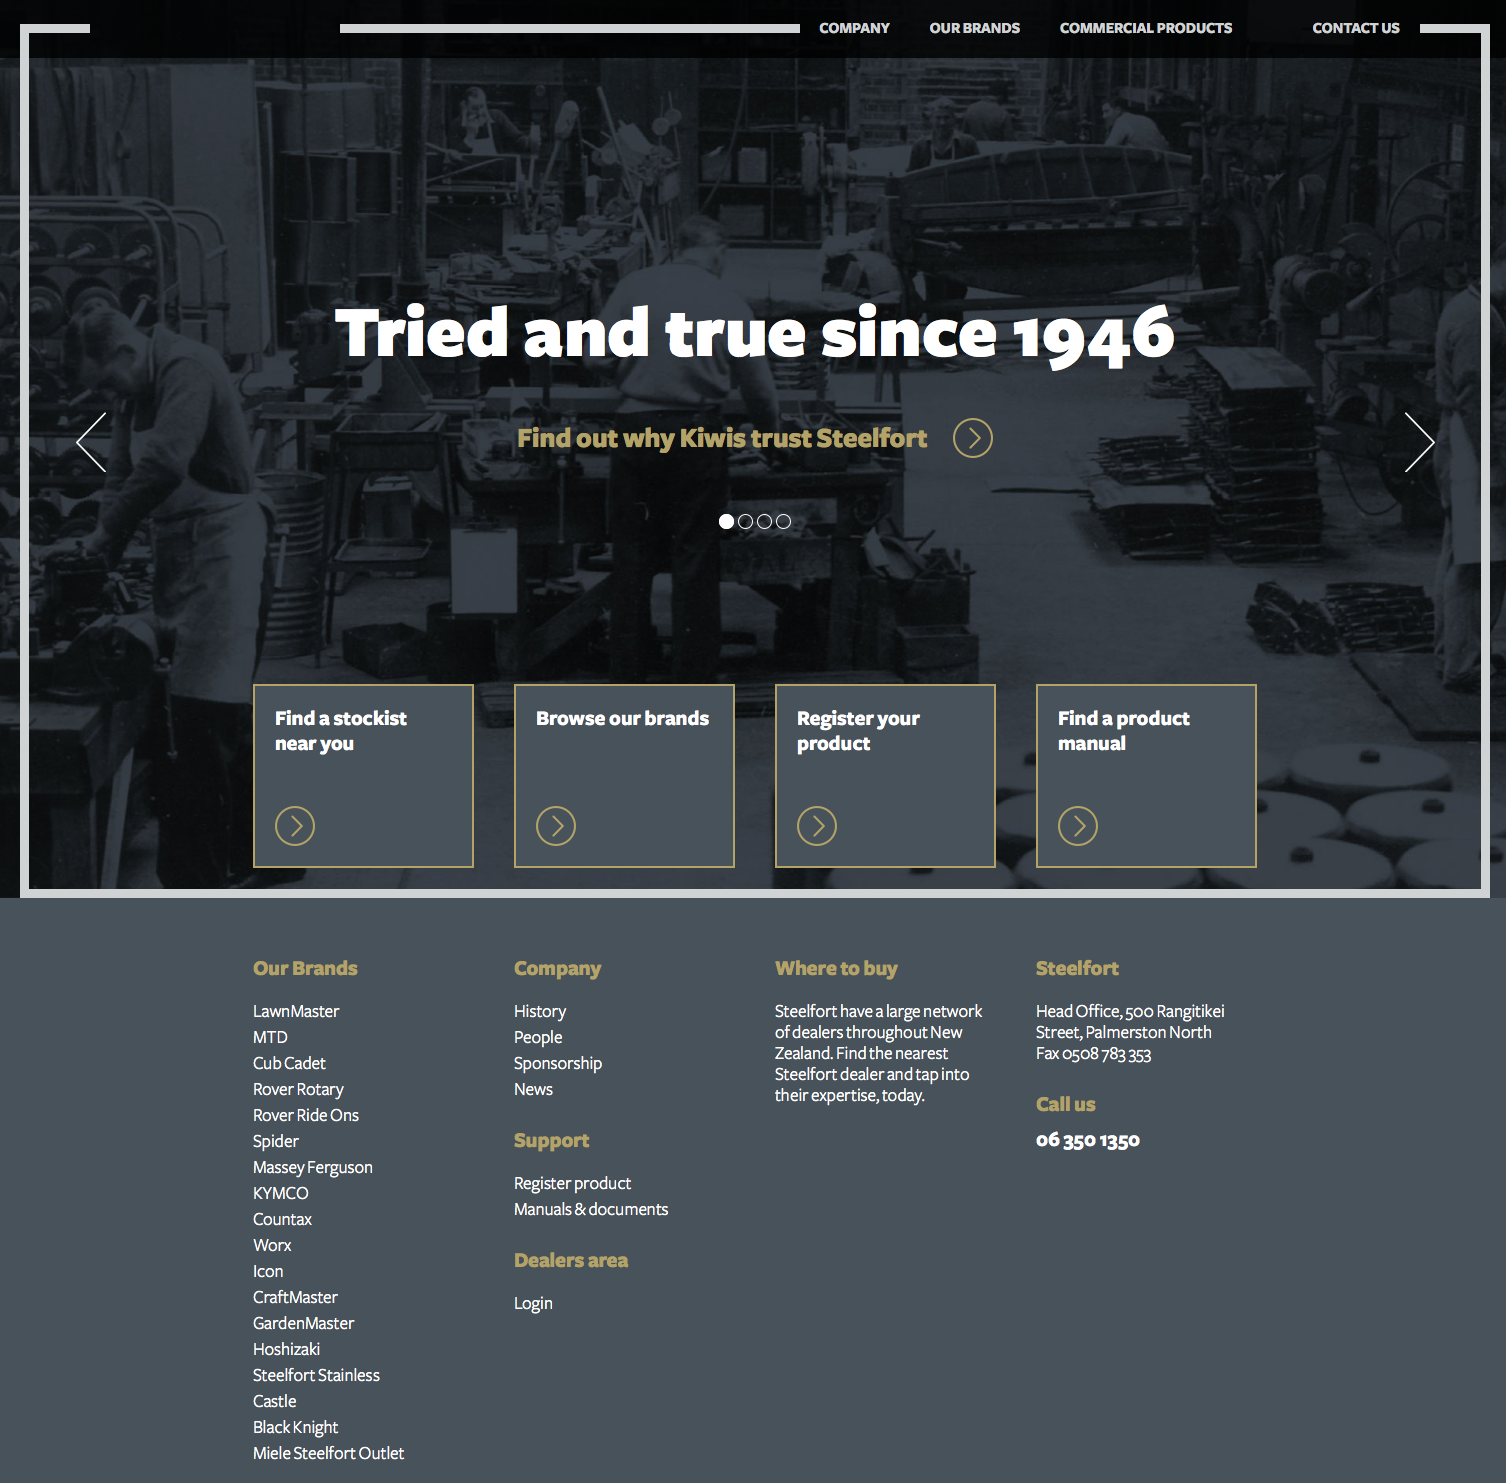 COMPANY OUR BRANDS COMMERCIAL PRODUCTS CONTACT US
Tried and true since 1946
Find out why Kiwis trust Steelfort
Find a stockist
near you
Browse our brands
Register your
product
Find a product
manual
Our Brands
LawnMaster
MTD
Cub Cadet
Rover Rotary
Rover Ride Ons
Spider
Massey Ferguson
KYMCO
Countax
Worx
Icon
CraftMaster
GardenMaster
Hoshizaki
Steelfort Stainless
Castle
Black Knight
Miele Steelfort Outlet
Company
History
People
Sponsorship
News
Support
Register product
Manuals & documents
Dealers area
Login
Where to buy
Steelfort have a large network
of dealers throughout New
Zealand. Find the nearest
Steelfort dealer and tap into
their expertise, today.
Steelfort
Head Office, 500 Rangitikei
Street, Palmerston North
Fax 0508 783 353
Call us
06 350 1350